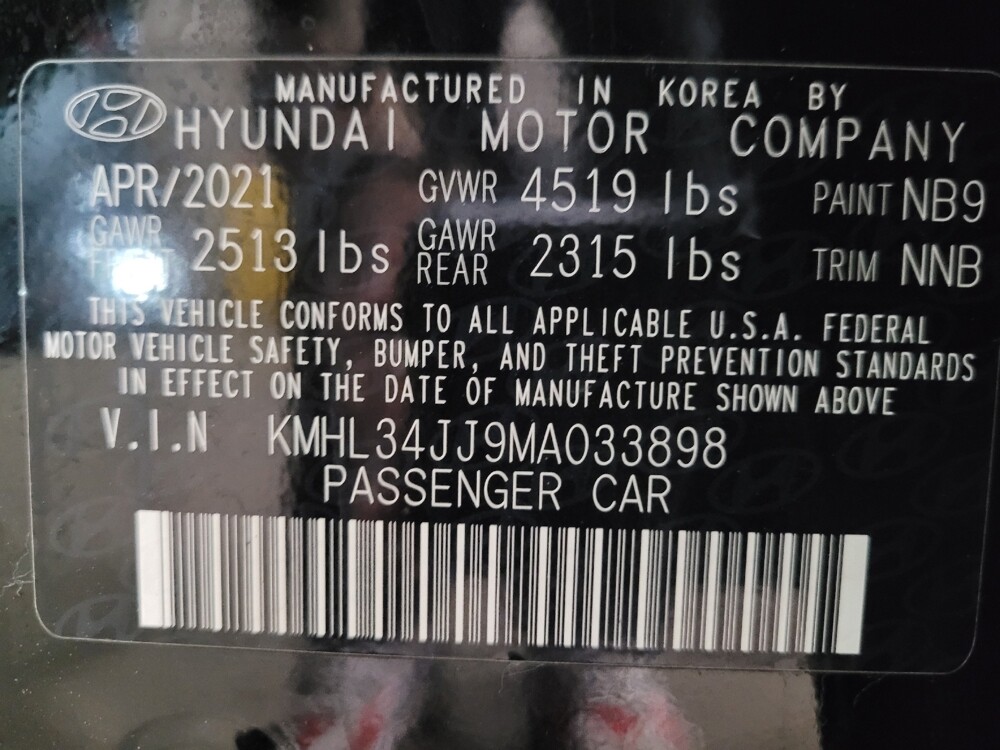 MANUFACTURED IN KOREA BY
HYUNDAI MOTOR COMPANY
APR/2021 GVWR 4519 lbs PAINT NB9
GAWR 2513 lbs GAWR REAR 2315 lbs TRIM NNB
THIS VEHICLE CONFORMS TO ALL APPLICABLE U.S.A. FEDERAL
MOTOR VEHICLE SAFETY, BUMPER, AND THEFT PREVENTION STANDARDS
IN EFFECT ON THE DATE OF MANUFACTURE SHOWN ABOVE
V.I.N KMHL34JJ9MA033898
PASSENGER CAR